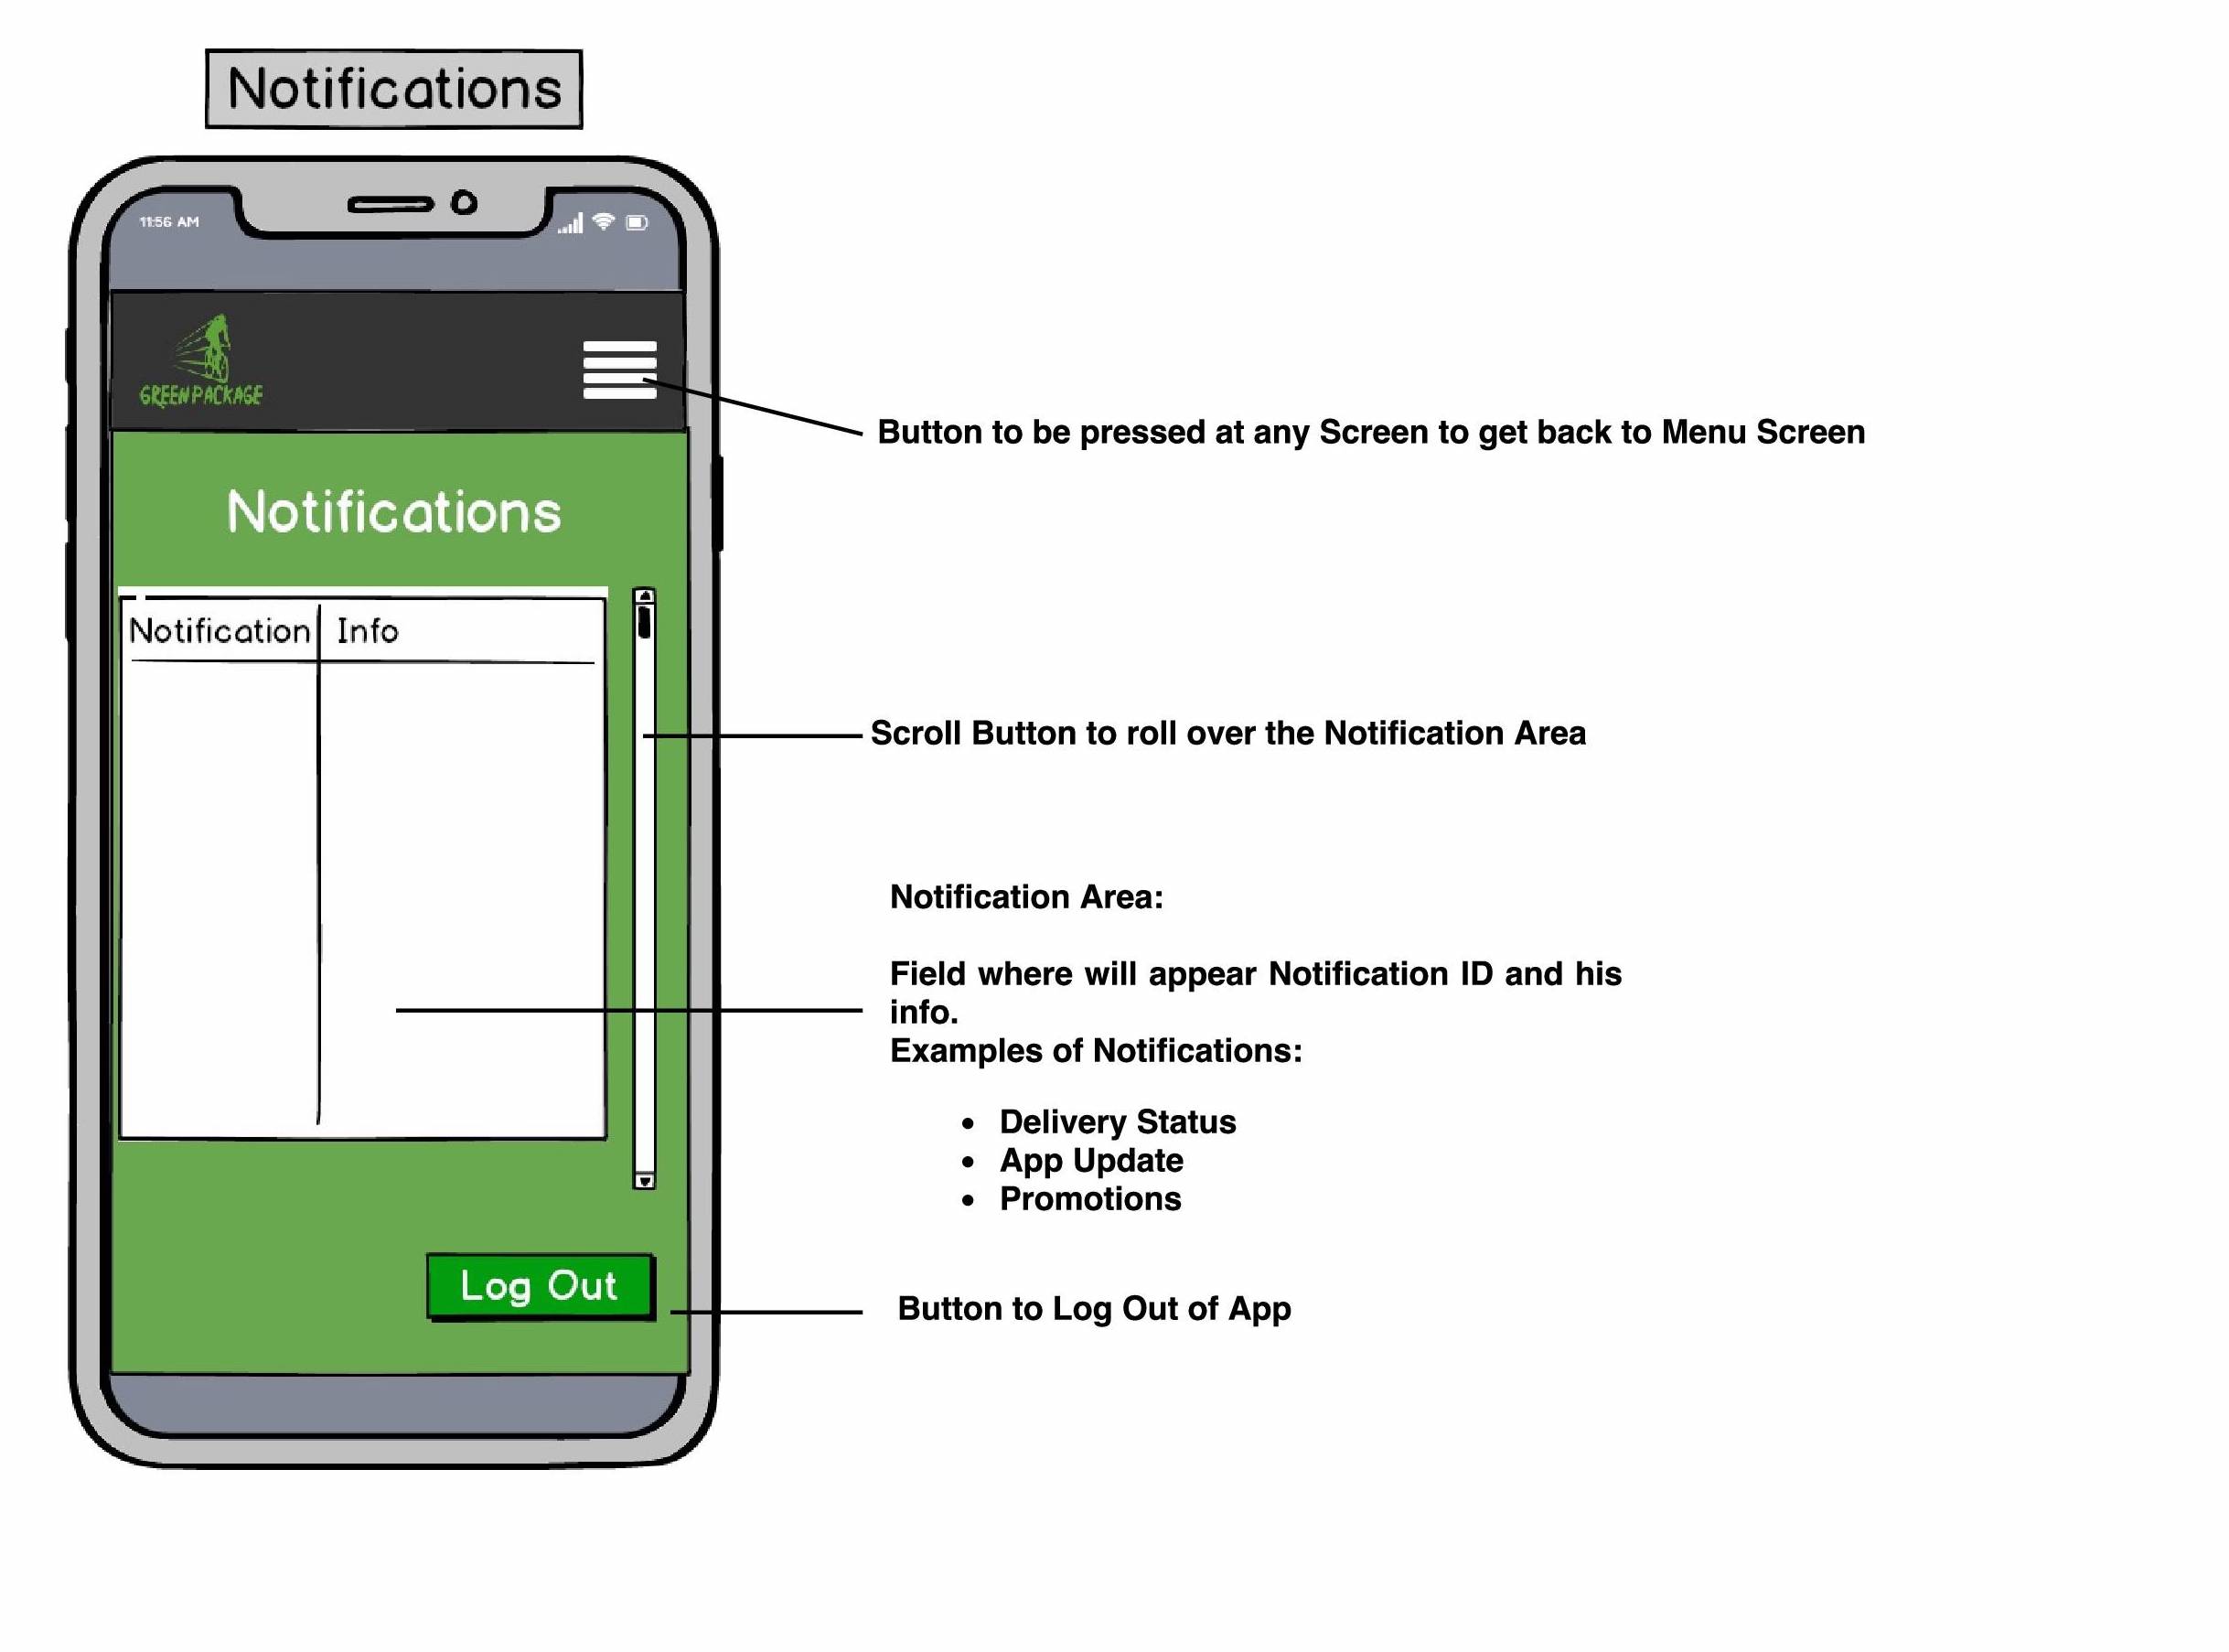 Notifications
11:56 AM
GREENPACKAGE
Button to be pressed at any Screen to get back to Menu Screen
Notifications
Notification Info
Scroll Button to roll over the Notification Area
Notification Area:
Field where will appear Notification ID and his
info.
Examples of Notifications:
• Delivery Status
• App Update
• Promotions
Log Out
Button to Log Out of App